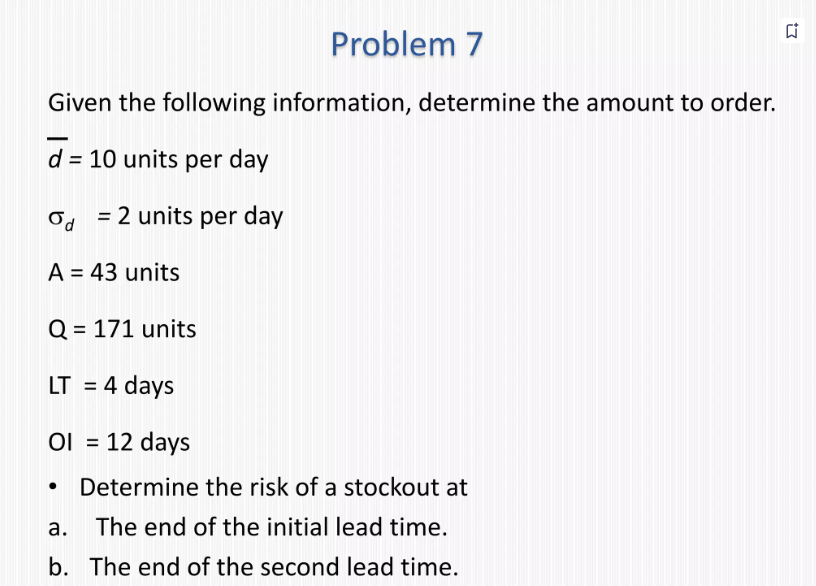 Problem 7
Given the following information, determine the amount to order.
d̅ = 10 units per day
σd = 2 units per day
A = 43 units
Q = 171 units
LT = 4 days
OI = 12 days
• Determine the risk of a stockout at
a. The end of the initial lead time.
b. The end of the second lead time.